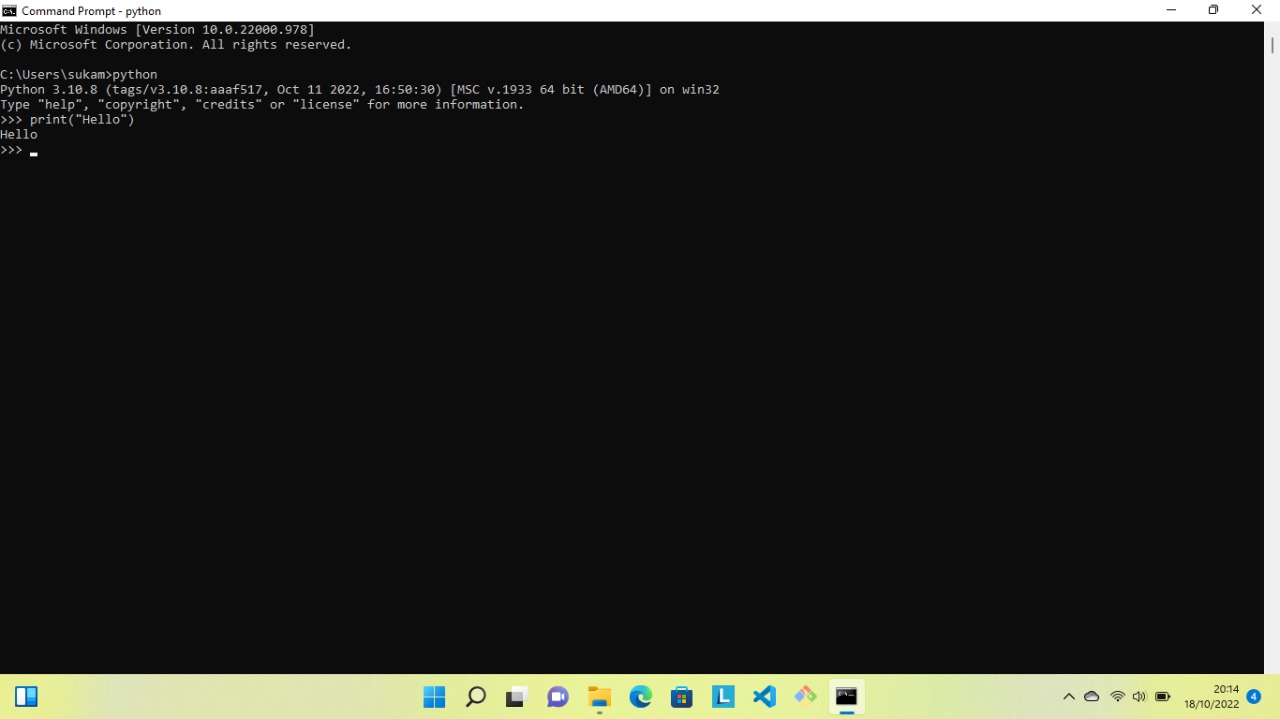 Command Prompt - python
Microsoft Windows [Version 10.0.22000.978]
(c) Microsoft Corporation. All rights reserved.
C:\Users\sukam>python
Python 3.10.8 (tags/v3.10.8:aaaf517, Oct 11 2022, 16:50:30) [MSC v.1933 64 bit (AMD64)] on win32
Type "help", "copyright", "credits" or "license" for more information.
>>> print("Hello")
Hello
>>>
L
20:14
18/10/2022
4